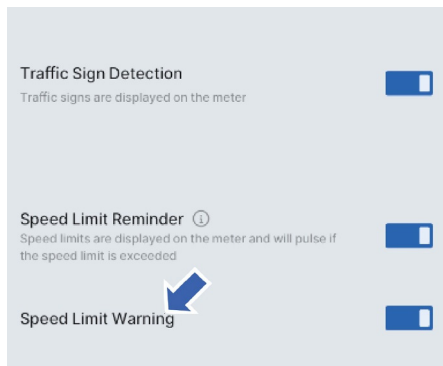 Traffic Sign Detection
Traffic signs are displayed on the meter
Speed Limit Reminder
Speed limits are displayed on the meter and will pulse if
the speed limit is exceeded
Speed Limit Warning